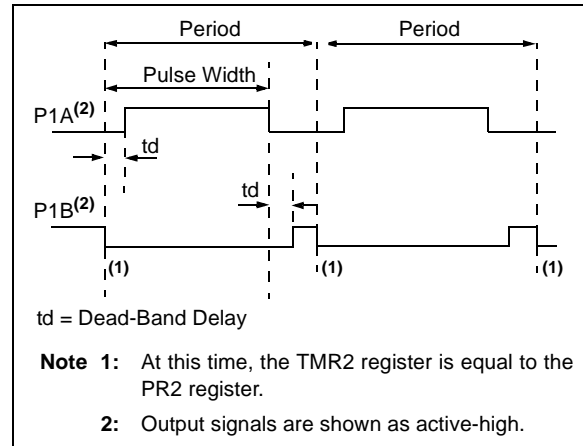 Period
Period
Pulse Width
P1A(2)
td
td
P1B(2)
(1)
(1)
(1)
td = Dead-Band Delay
Note 1: At this time, the TMR2 register is equal to the
PR2 register.
2: Output signals are shown as active-high.